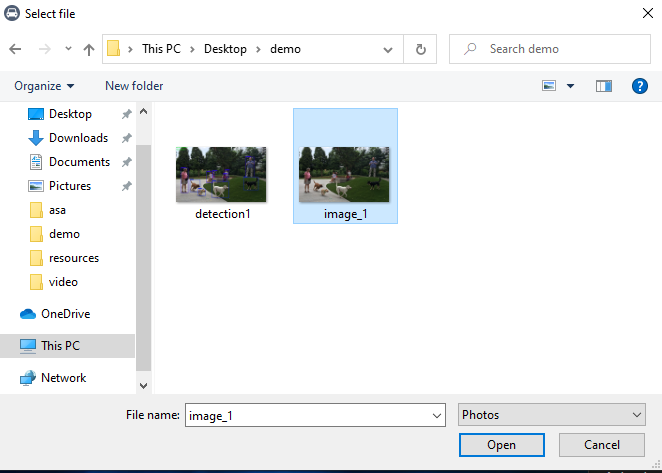 Select file
This PC
Desktop
demo
Search demo
Organize
New folder
Desktop
Downloads
Documents
Pictures
asa
demo
resources
video
OneDrive
This PC
Network
detection1
image_1
File name:
image_1
Photos
Open
Cancel